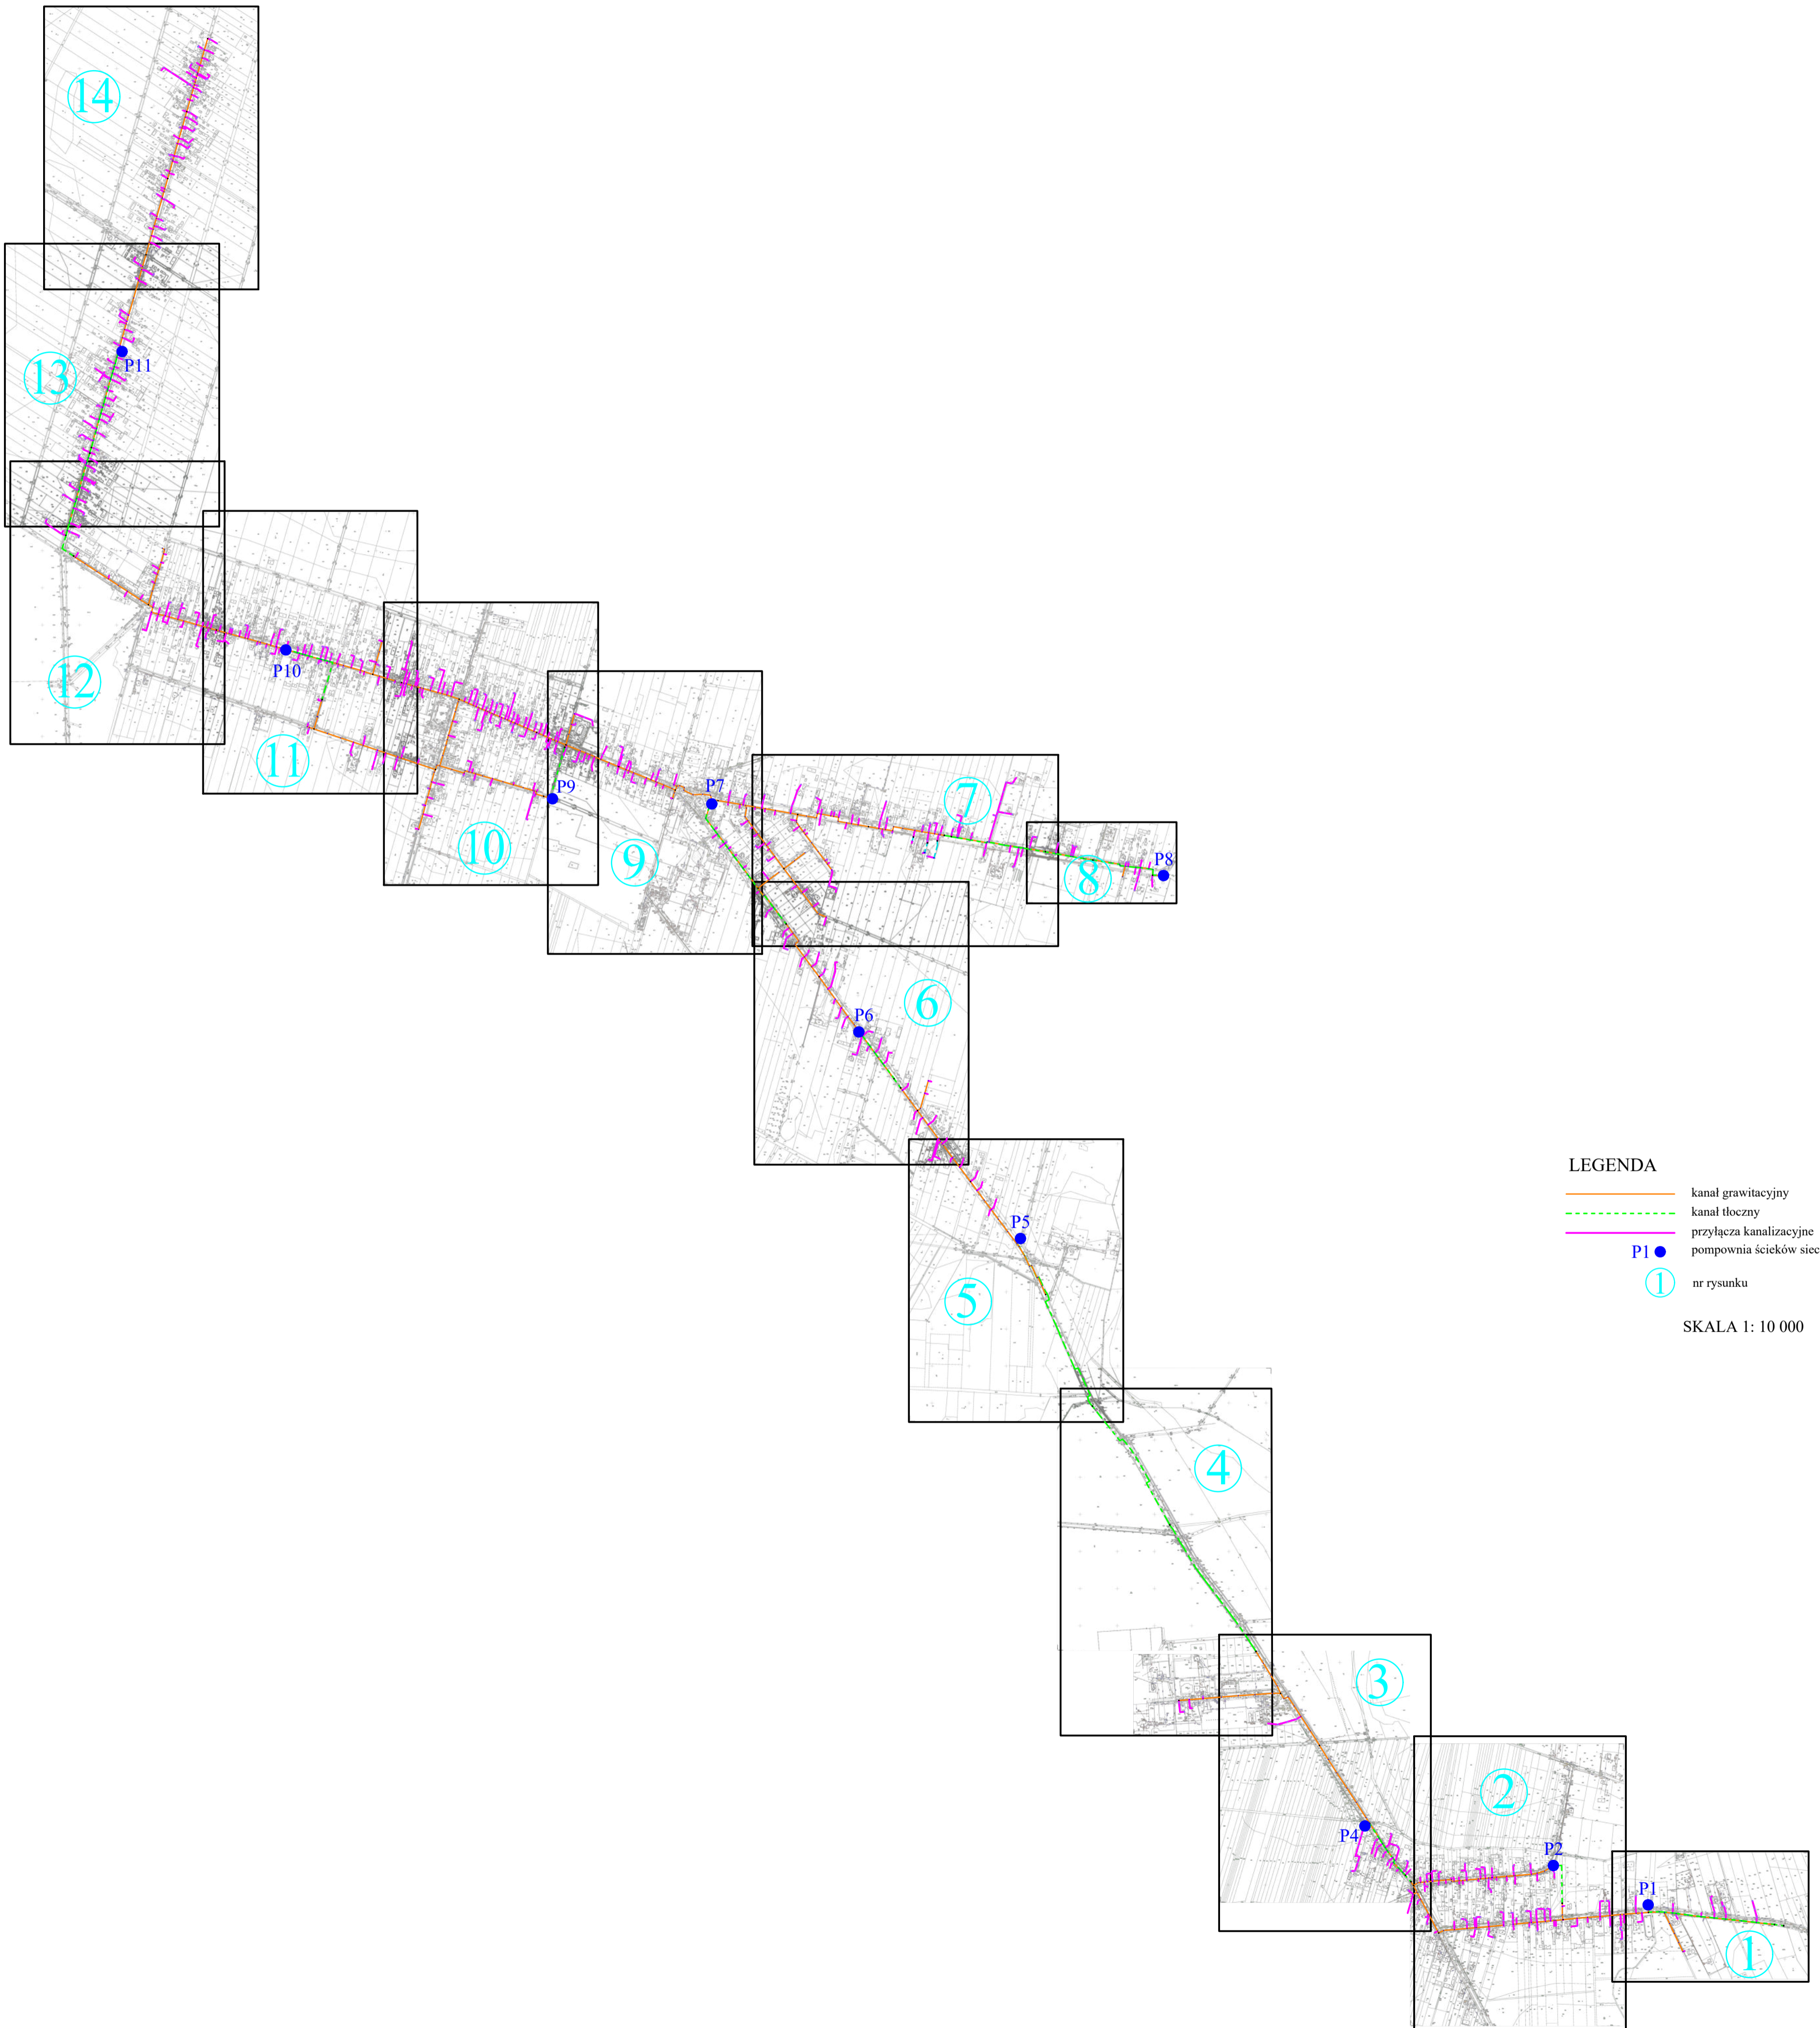 14
P11
13
P10
12
11
P9
P7
7
P8
10
9
8
6
P6
LEGENDA
kanał grawitacyjny
kanał tłoczny
przyłącza kanalizacyjne
P1 pompownia ścieków siec
1 nr rysunku
SKALA 1: 10 000
P5
5
4
3
2
P4
P2
P1
1